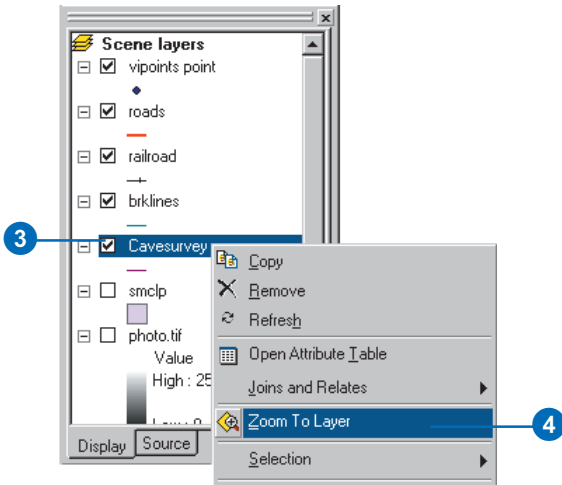 Scene layers
vipoints point
roads
railroad
brklines
3
Cavesurvey
Copy
smclp
Remove
Refresh
photo.tif
Value
Open Attribute Table
High : 25
Joins and Relates
Zoom To Layer
4
Display
Source
Selection